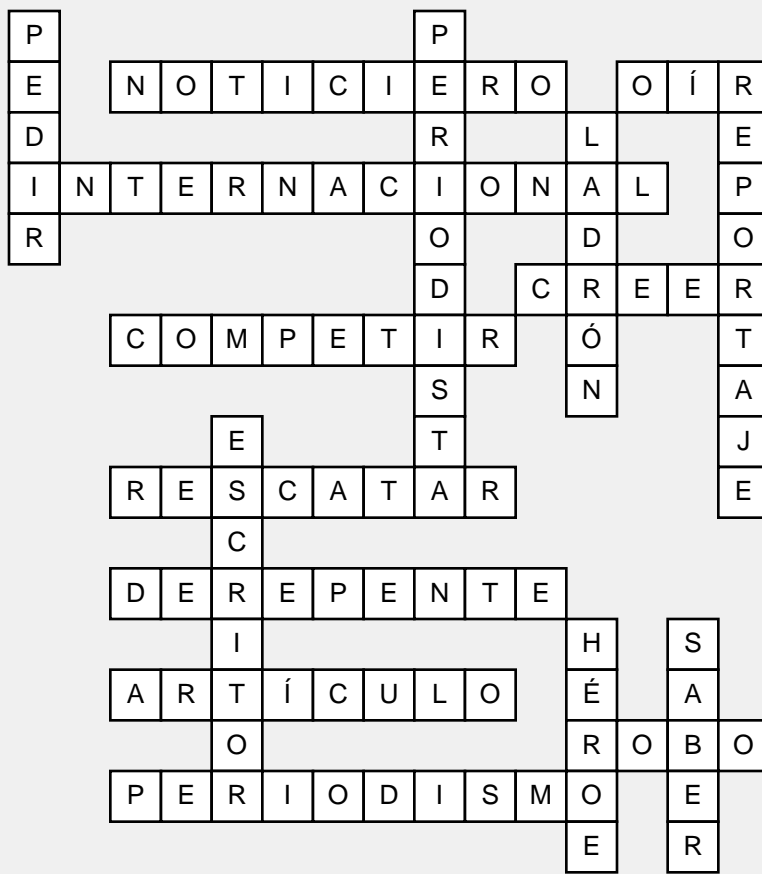 P P
E NOTICIERO OÍR
D R L E
INTERNACIONAL P
R O D O
D CREER
COMPETIR Ó T
S N A
E T J
RESCATAR E
C
DEREPENTE
I H S
ARTÍCULO É A
O ROBO
PERIODISMO E
E R